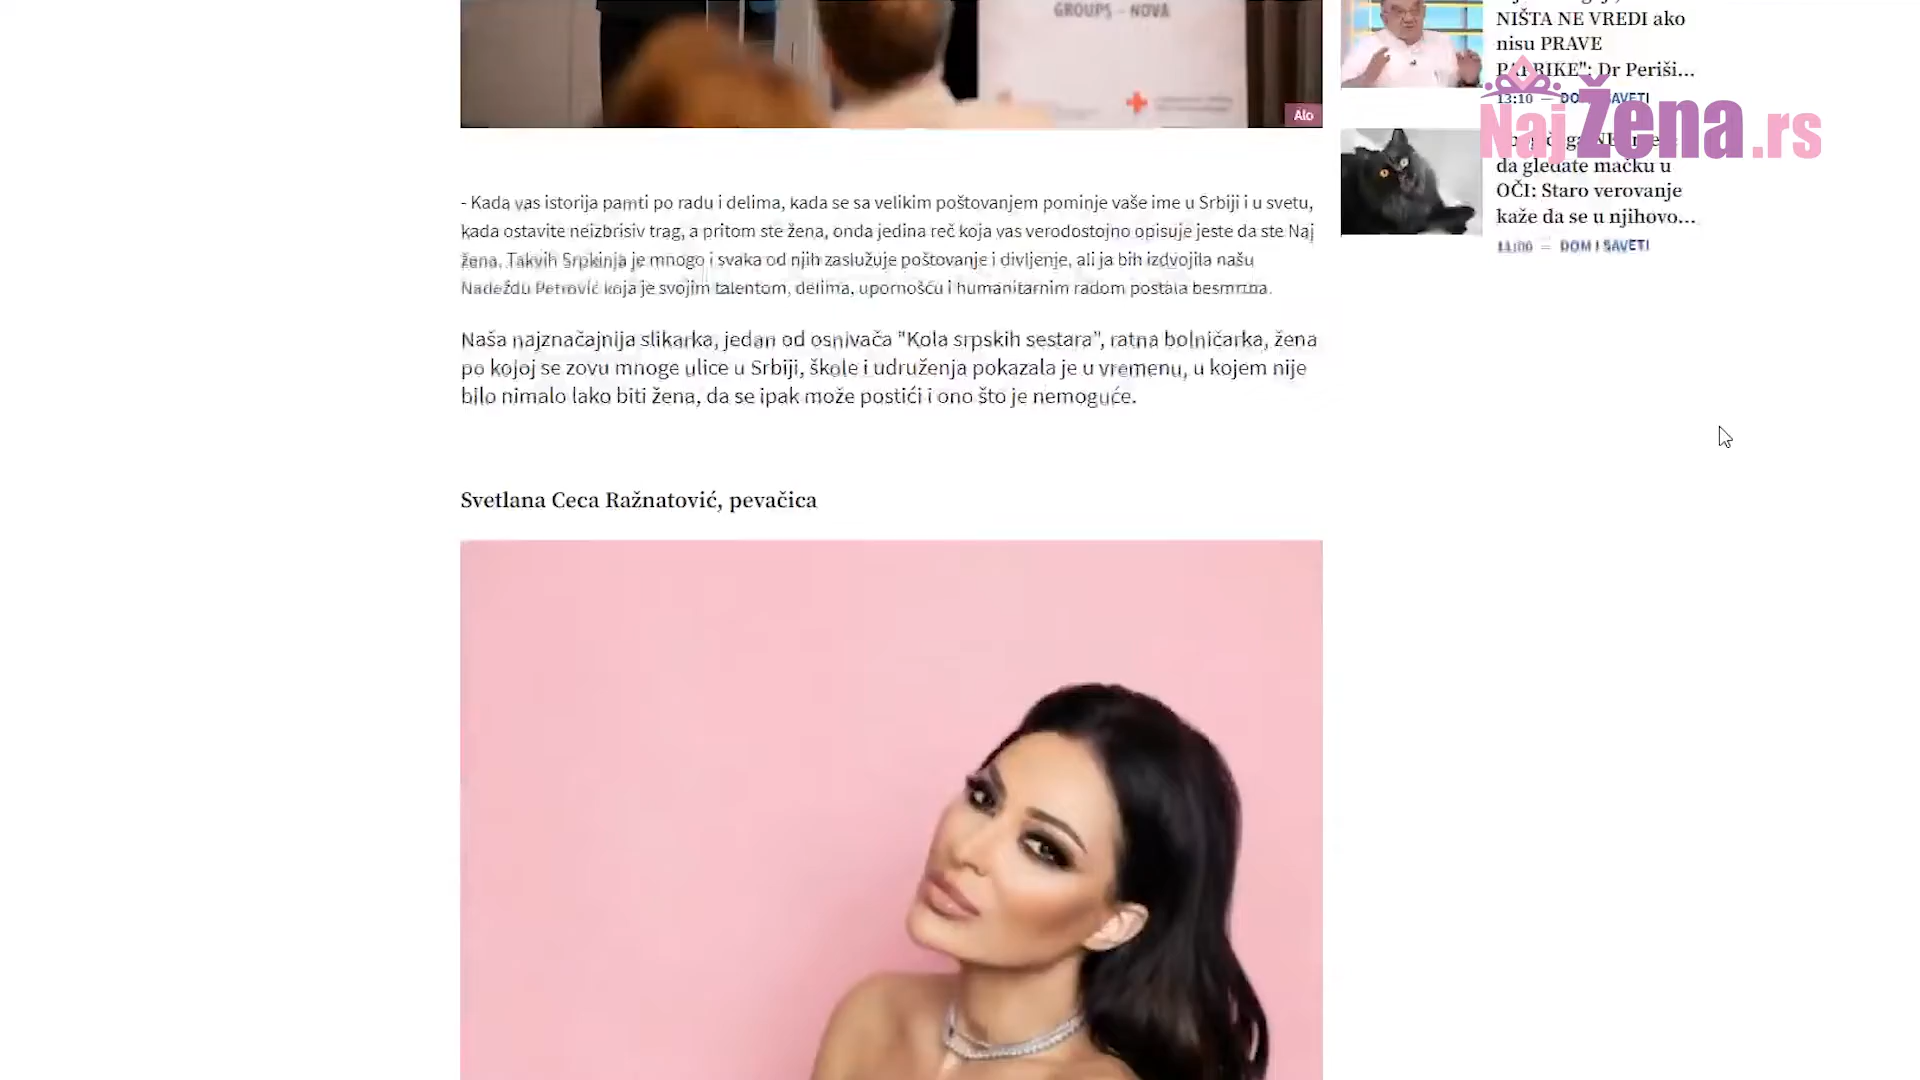 GROUPS - NOVA
Alo
- Kada vas istorija pamti po radu i delima, kada se sa velikim poštovanjem pominje vaše ime u Srbiji i u svetu,
kada ostavite neizbrisiv trag, a pritom ste žena, onda jedina reč koja vas verodostojno opisuje jeste da ste Naj
žena. Takvih Srpkinja je mnogo i svaka od njih zaslužuje poštovanje i divljenje, ali ja bih izdvojila našu
Nadeždu Petrović koja je svojim talentom, delima, upornošću i humanitarnim radom postala besmrtna.
Naša najznačajnija slikarka, jedan od osnivača "Kola srpskih sestara", ratna bolničarka, žena
po kojoj se zovu mnoge ulice u Srbiji, škole i udruženja pokazala je u vremenu, u kojem nije
bilo nimalo lako biti žena, da se ipak može postići i ono što je nemoguće.
Svetlana Ceca Ražnatović, pevačica
NIŠTA NE VREDI ako
nisu PRAVE
PAPRIKE": Dr Periši...
13:10 — DOM I SAVETI
NajŽena.rs
da gledate mačku u
OČI: Staro verovanje
kaže da se u njihovo...
11:00 — DOM I SAVETI